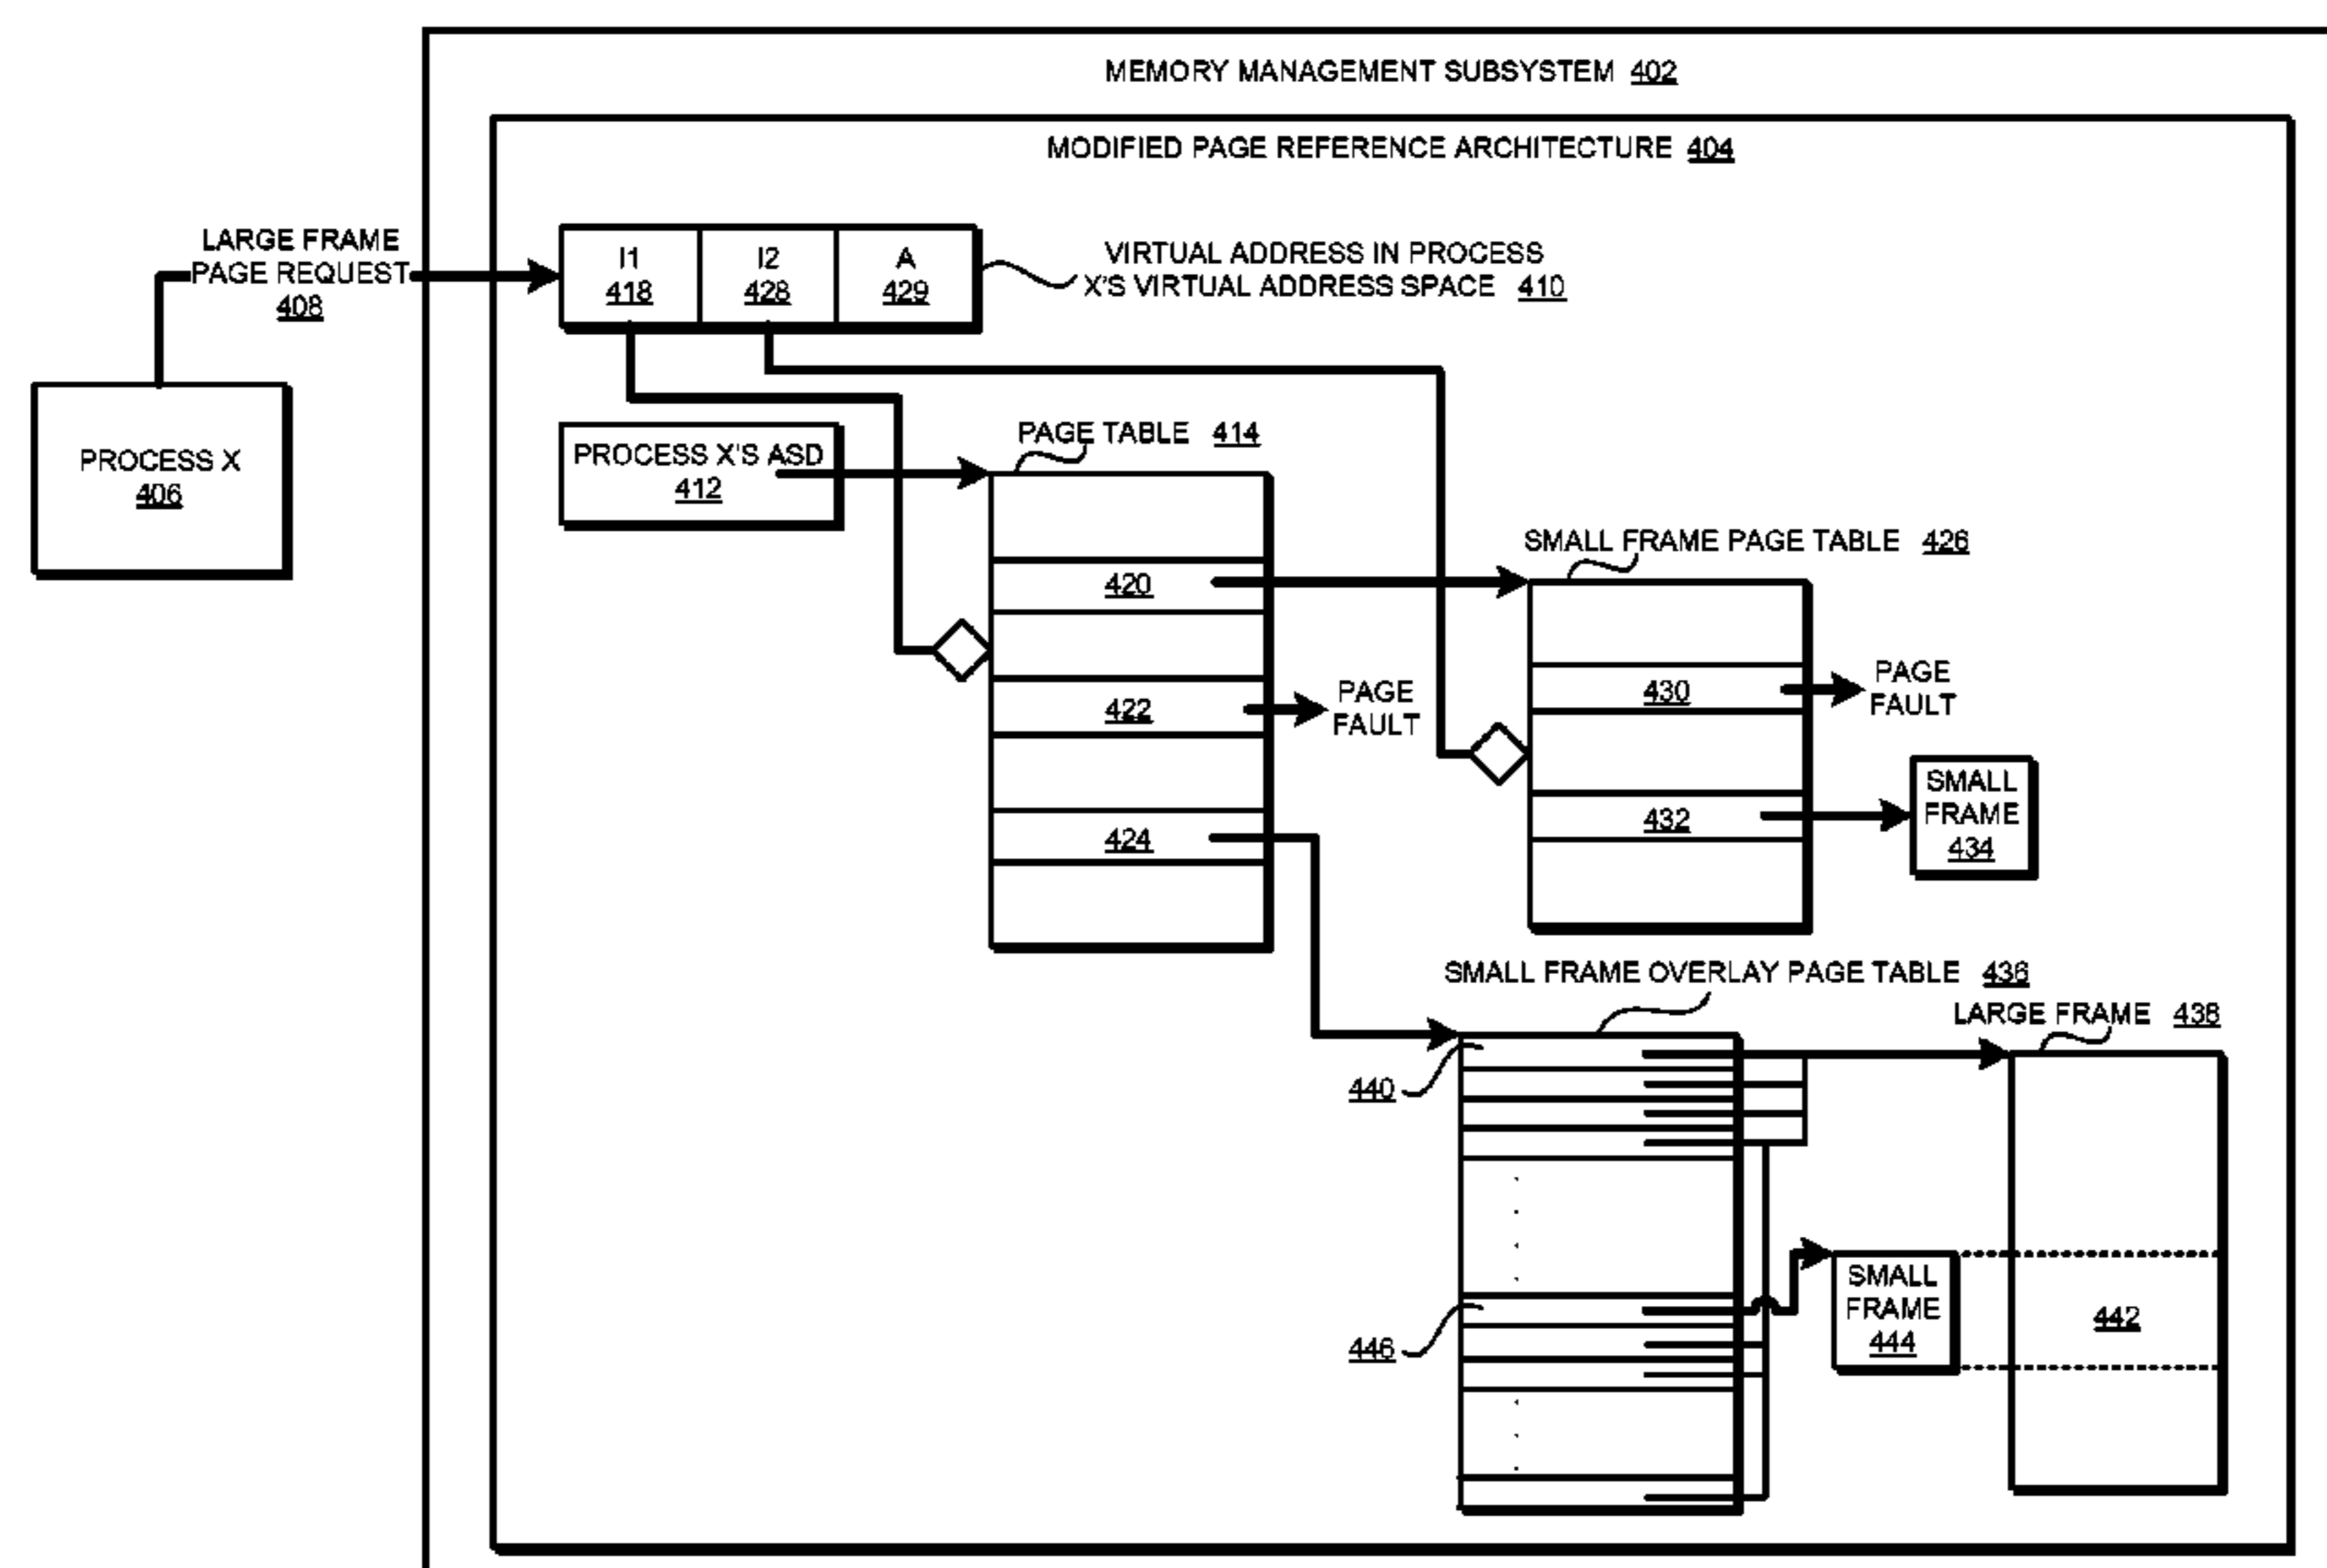 MEMORY MANAGEMENT SUBSYSTEM 402
MODIFIED PAGE REFERENCE ARCHITECTURE 404
LARGE FRAME
PAGE REQUEST
408
I1
418
I2
428
A
429
VIRTUAL ADDRESS IN PROCESS
X'S VIRTUAL ADDRESS SPACE 410
PROCESS X
406
PROCESS X'S ASD
412
PAGE TABLE 414
420
422
424
PAGE
FAULT
SMALL FRAME PAGE TABLE 426
430
432
PAGE
FAULT
SMALL
FRAME
434
SMALL FRAME OVERLAY PAGE TABLE 436
LARGE FRAME 438
440
446
SMALL
FRAME
444
442